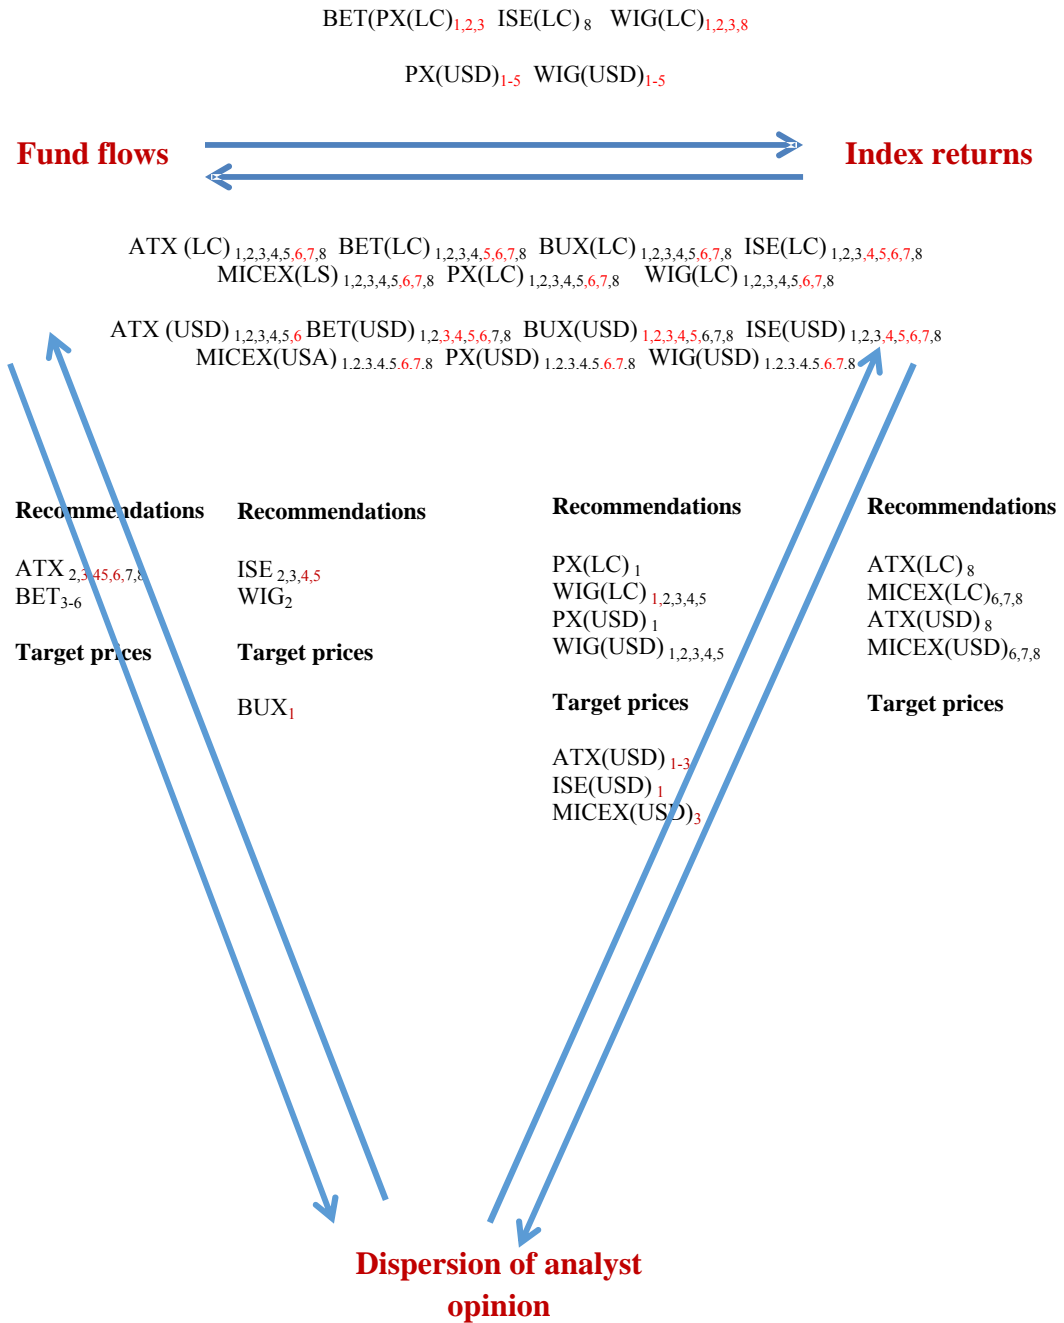 BET(PX(LC)1,2,3 ISE(LC) 8 WIG(LC)1,2,3,8
PX(USD)1-5 WIG(USD)1-5
Fund flows
Index returns
ATX (LC) 1,2,3,4,5,6,7,8 BET(LC) 1,2,3,4,5,6,7,8 BUX(LC) 1,2,3,4,5,6,7,8 ISE(LC) 1,2,3,4,5,6,7,8
MICEX(LS) 1,2,3,4,5,6,7,8 PX(LC) 1,2,3,4,5,6,7,8 WIG(LC) 1,2,3,4,5,6,7,8
ATX (USD) 1,2,3,4,5,6 BET(USD) 1,2,3,4,5,6,7,8 BUX(USD) 1,2,3,4,5,6,7,8 ISE(USD) 1,2,3,4,5,6,7,8
MICEX(USA) 1.2.3.4.5.6.7.8 PX(USD) 1.2.3.4.5.6.7.8 WIG(USD) 1.2.3.4.5.6.7.8
Recommendations
ATX 2,3,45,6,7,8
BET3-6
Target prices
Recommendations
ISE 2,3,4,5
WIG2
Target prices
BUX1
Recommendations
PX(LC) 1
WIG(LC) 1,2,3,4,5
PX(USD) 1
WIG(USD) 1,2,3,4,5
Target prices
ATX(USD) 1-3
ISE(USD) 1
MICEX(USD)3
Recommendations
ATX(LC) 8
MICEX(LC)6,7,8
ATX(USD) 8
MICEX(USD)6,7,8
Target prices
Dispersion of analyst
opinion